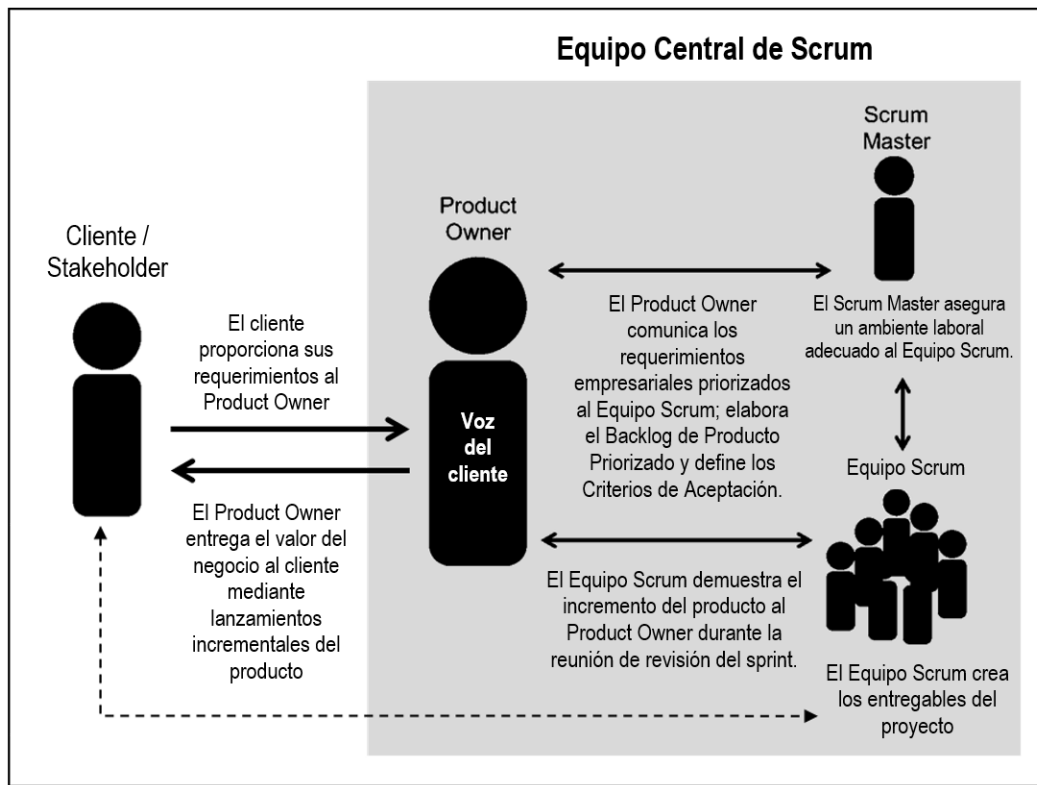 Equipo Central de Scrum
Cliente /
Stakeholder
El cliente
proporciona sus
requerimientos al
Product Owner
El Product Owner
entrega el valor del
negocio al cliente
mediante
lanzamientos
incrementales del
producto
Product
Owner
Voz
del
cliente
Scrum
Master
El Product Owner
comunica los
requerimientos
empresariales priorizados
al Equipo Scrum; elabora
el Backlog de Producto
Priorizado y define los
Criterios de Aceptación.
El Scrum Master asegura
un ambiente laboral
adecuado al Equipo Scrum.
Equipo Scrum
El Equipo Scrum demuestra el
incremento del producto al
Product Owner durante la
reunión de revisión del sprint.
El Equipo Scrum crea
los entregables del
proyecto